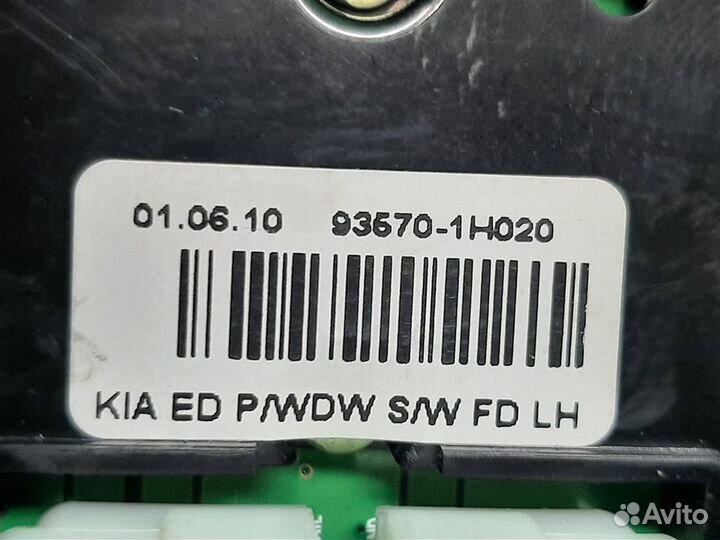 01.06.10 93570-1H020
KIA ED P/WDW S/W FD LH
Avito